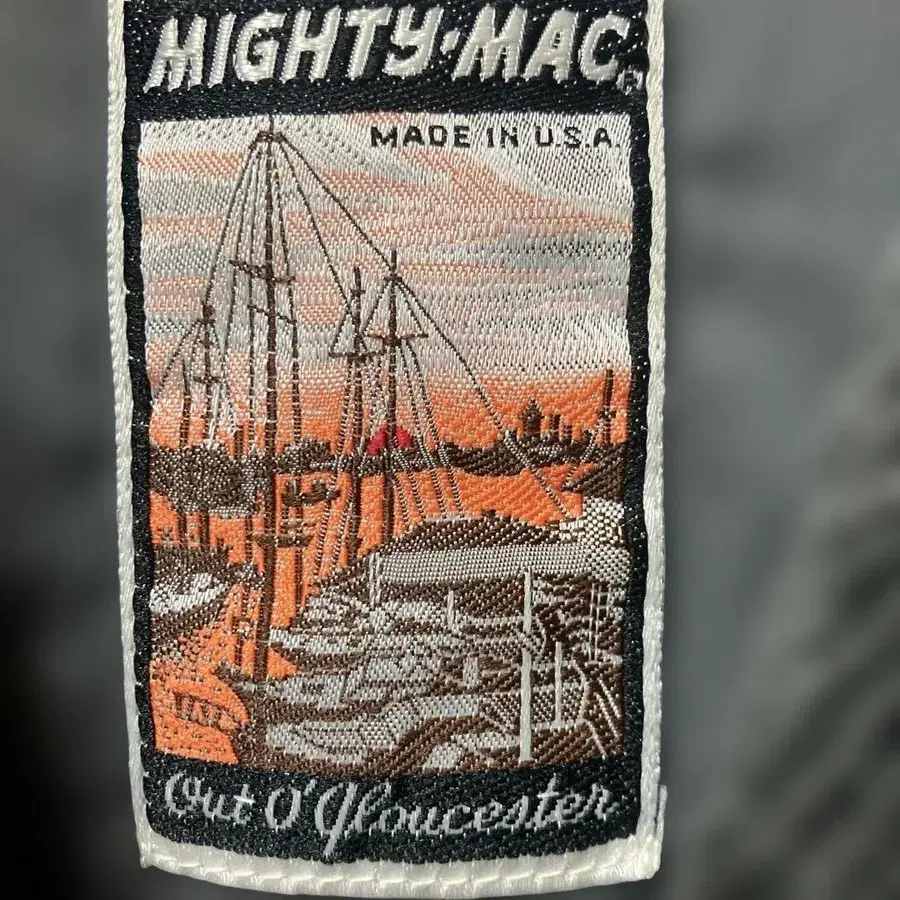 MIGHTY·MAC®
MADE IN U.S.A.
Out O' Gloucester